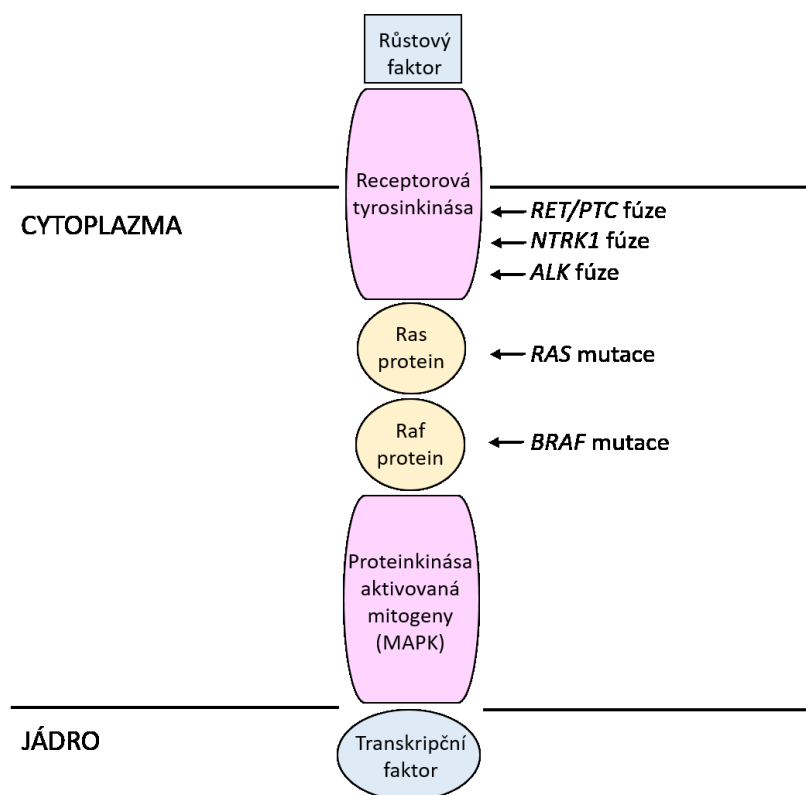 Růstový
faktor
Receptorová
tyrosinkinása
CYTOPLAZMA
RET/PTC fúze
NTRK1 fúze
ALK fúze
Ras
protein
RAS mutace
Raf
protein
BRAF mutace
Proteinkinása
aktivovaná
mitogeny
(MAPK)
JÁDRO
Transkripční
faktor